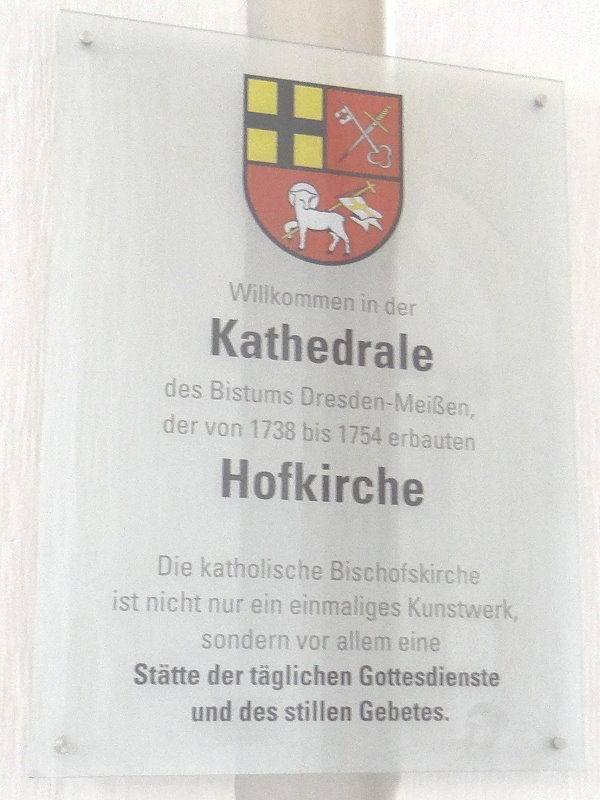 Willkommen in der
Kathedrale
des Bistums Dresden-Meißen,
der von 1738 bis 1754 erbauten
Hofkirche
Die katholische Bischofskirche
ist nicht nur ein einmaliges Kunstwerk,
sondern vor allem eine
Stätte der täglichen Gottesdienste
und des stillen Gebetes.